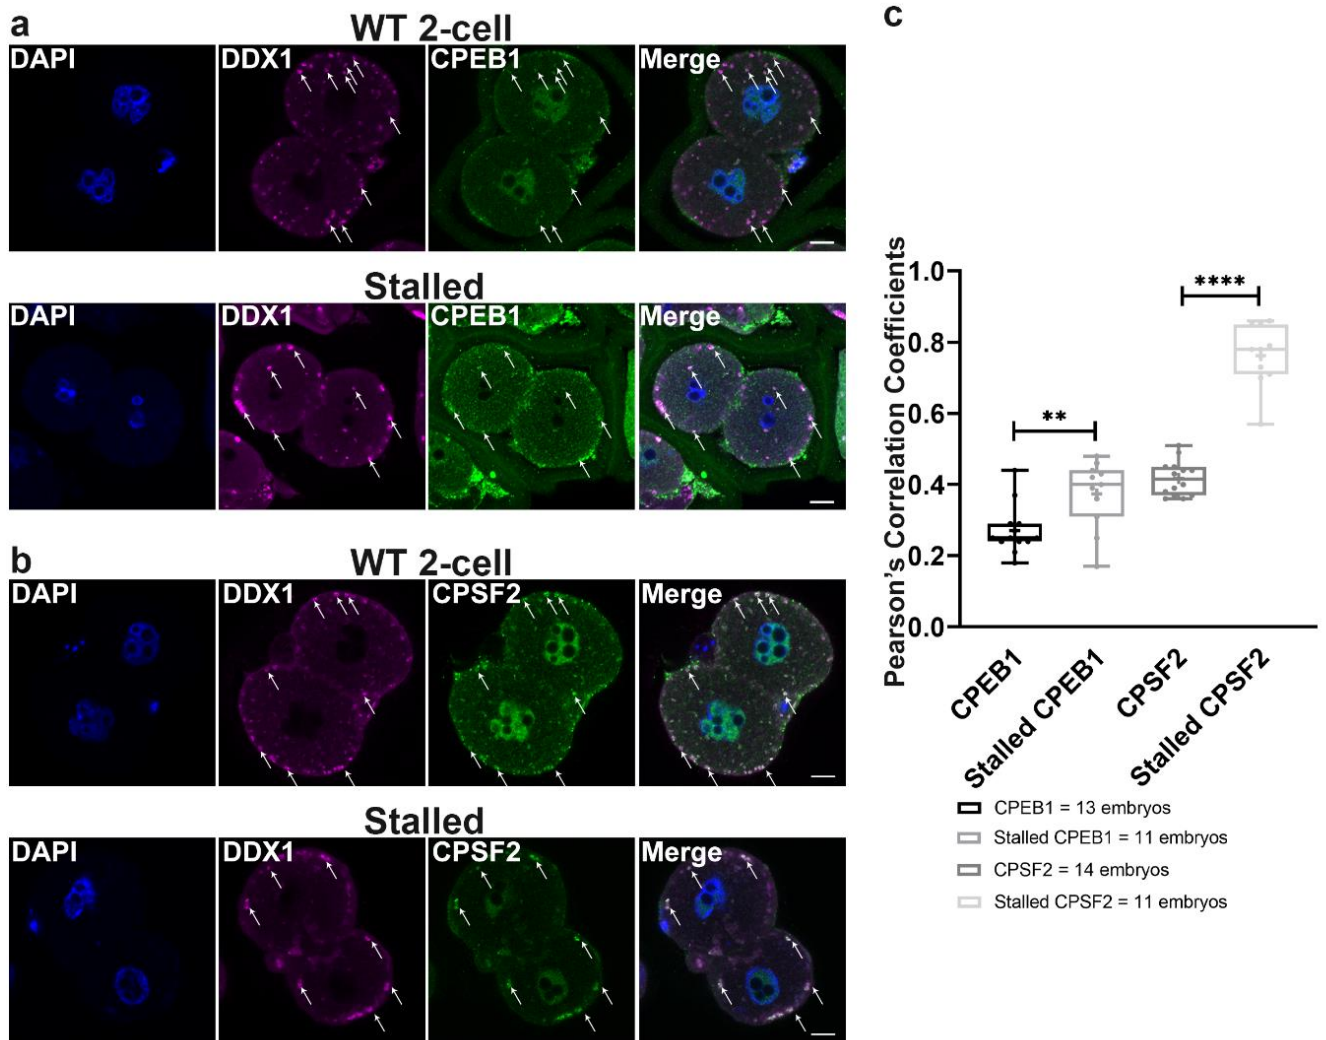 a
WT 2-cell
DAPI DDX1 CPEB1 Merge
Stalled
DAPI DDX1 CPEB1 Merge
b
WT 2-cell
DAPI DDX1 CPSF2 Merge
Stalled
DAPI DDX1 CPSF2 Merge
c
Pearson's Correlation Coefficients
1.0
0.8
0.6
0.4
0.2
0.0
**
****
CPEB1
Stalled CPEB1
CPSF2
Stalled CPSF2
CPEB1 = 13 embryos
Stalled CPEB1 = 11 embryos
CPSF2 = 14 embryos
Stalled CPSF2 = 11 embryos